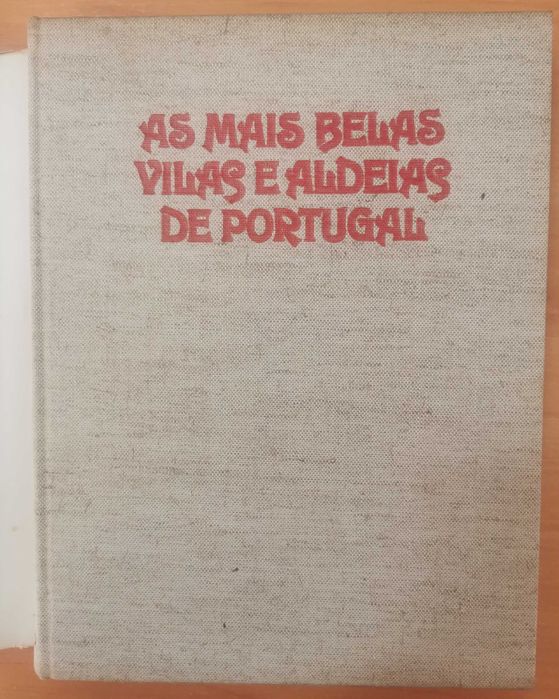 AS MAIS BELAS
VILAS E ALDEIAS
DE PORTUGAL